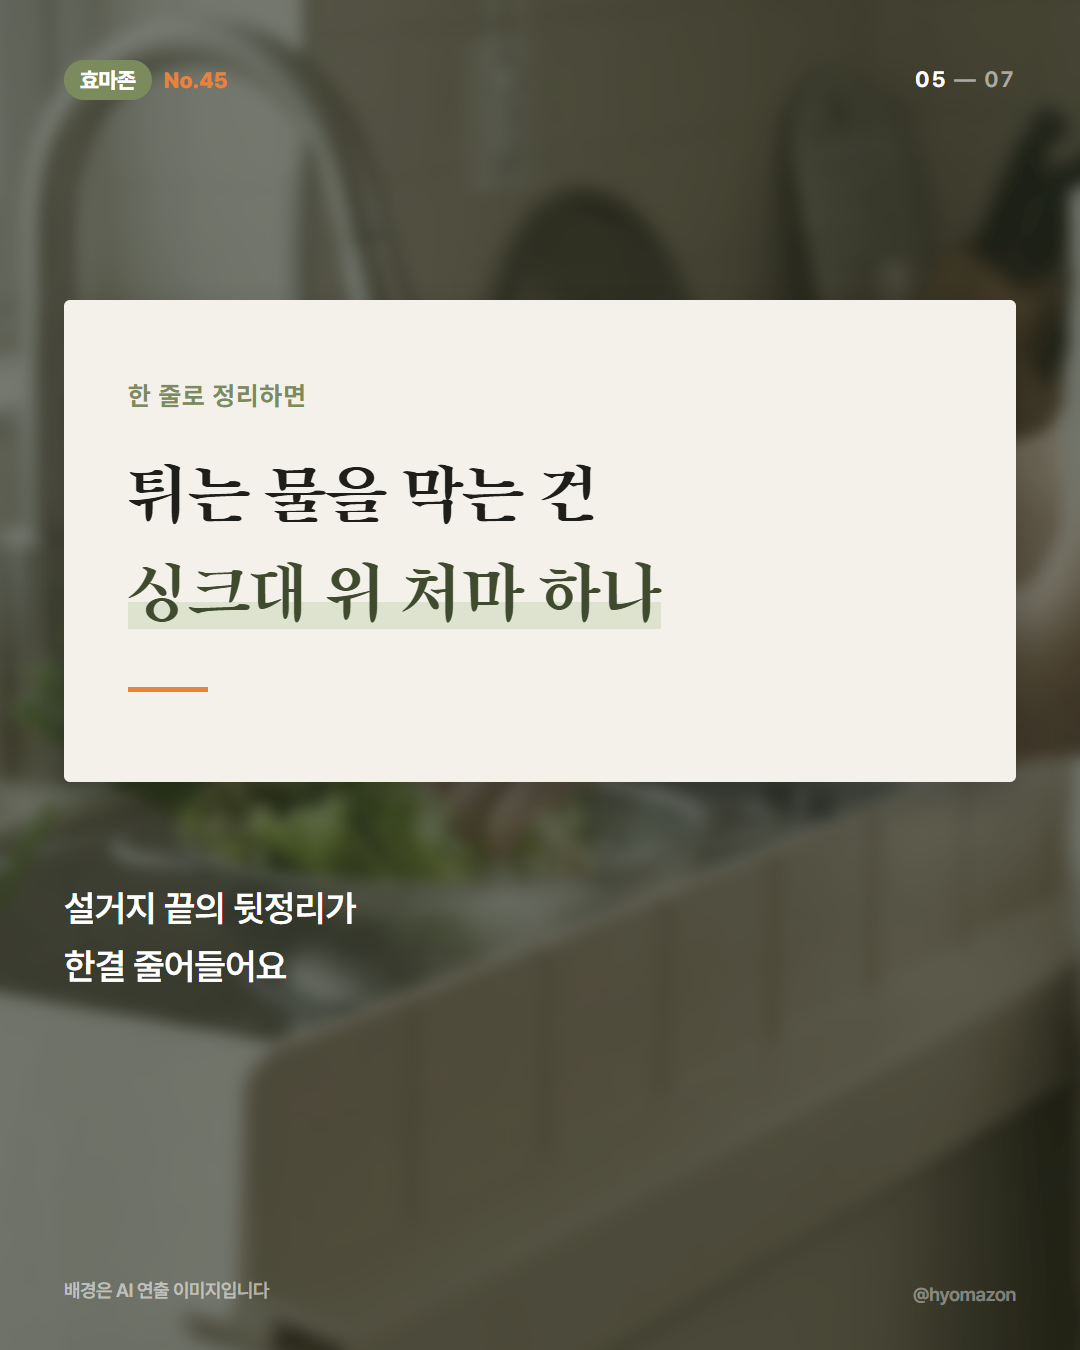 효마존 No.45
05 — 07
한 줄로 정리하면
튀는 물을 막는 건
싱크대 위 처마 하나
설거지 끝의 뒷정리가
한결 줄어들어요
배경은 AI 연출 이미지입니다
@hyomazon